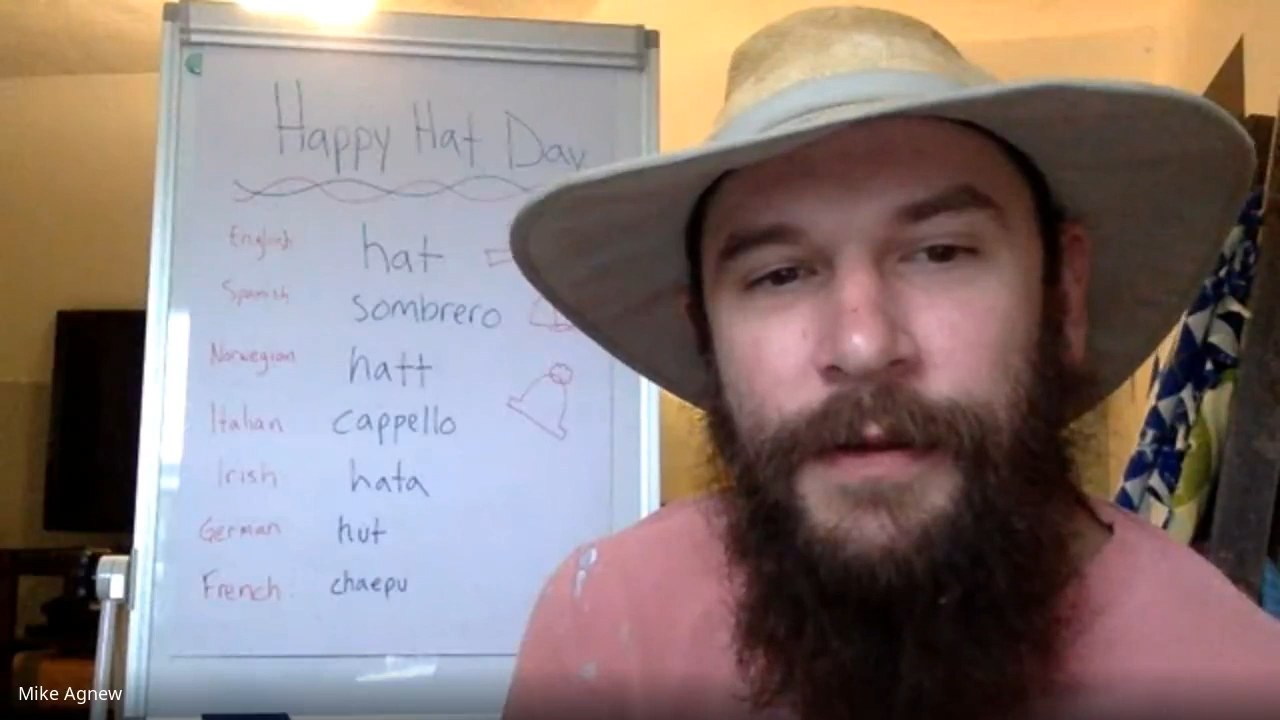 Happy Hat Day
English hat
Spanish sombrero
Norwegian hatt
Italian cappello
Irish hata
German hut
French: chaepu
Mike Agnew